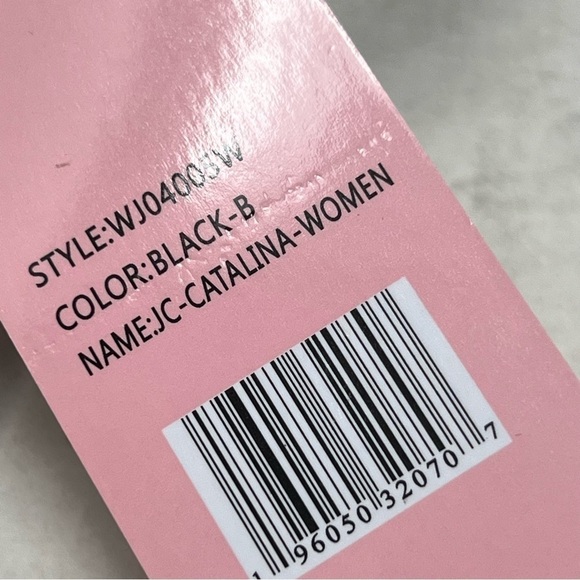 STYLE:WJ04003W
COLOR:BLACK-B
NAME:JC-CATALINA-WOMEN
1 96050 32070 7